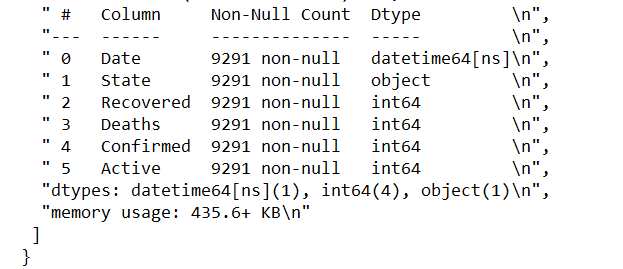 " #   Column     Non-Null Count  Dtype         \n",
"---  ------     --------------  -----         \n",
" 0   Date       9291 non-null   datetime64[ns]\n",
" 1   State      9291 non-null   object        \n",
" 2   Recovered  9291 non-null   int64         \n",
" 3   Deaths     9291 non-null   int64         \n",
" 4   Confirmed  9291 non-null   int64         \n",
" 5   Active     9291 non-null   int64         \n",
"dtypes: datetime64[ns](1), int64(4), object(1)\n",
"memory usage: 435.6+ KB\n"
]
}